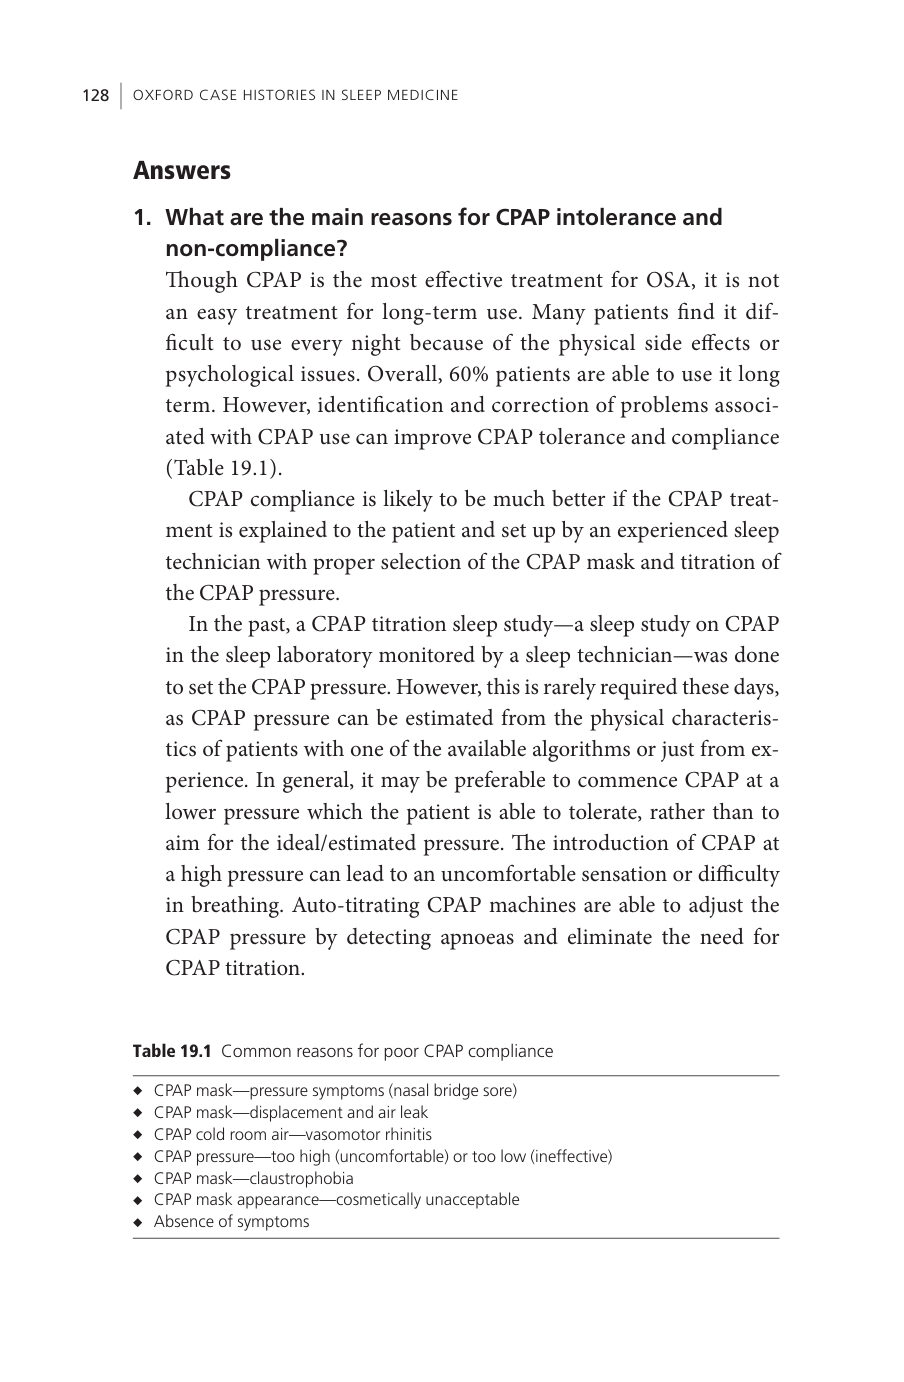 128 OXFORD CASE HISTORIES IN SLEEP MEDICINE
Answers
1. What are the main reasons for CPAP intolerance and
non-compliance?
Though CPAP is the most effective treatment for OSA, it is not
an easy treatment for long-term use. Many patients find it dif-
ficult to use every night because of the physical side effects or
psychological issues. Overall, 60% patients are able to use it long
term. However, identification and correction of problems associ-
ated with CPAP use can improve CPAP tolerance and compliance
(Table 19.1).
CPAP compliance is likely to be much better if the CPAP treat-
ment is explained to the patient and set up by an experienced sleep
technician with proper selection of the CPAP mask and titration of
the CPAP pressure.
In the past, a CPAP titration sleep study—a sleep study on CPAP
in the sleep laboratory monitored by a sleep technician—was done
to set the CPAP pressure. However, this is rarely required these days,
as CPAP pressure can be estimated from the physical characteris-
tics of patients with one of the available algorithms or just from ex-
perience. In general, it may be preferable to commence CPAP at a
lower pressure which the patient is able to tolerate, rather than to
aim for the ideal/estimated pressure. The introduction of CPAP at
a high pressure can lead to an uncomfortable sensation or difficulty
in breathing. Auto-titrating CPAP machines are able to adjust the
CPAP pressure by detecting apnoeas and eliminate the need for
CPAP titration.
Table 19.1 Common reasons for poor CPAP compliance
◆ CPAP mask—pressure symptoms (nasal bridge sore)
◆ CPAP mask—displacement and air leak
◆ CPAP cold room air—vasomotor rhinitis
◆ CPAP pressure—too high (uncomfortable) or too low (ineffective)
◆ CPAP mask—claustrophobia
◆ CPAP mask appearance—cosmetically unacceptable
◆ Absence of symptoms